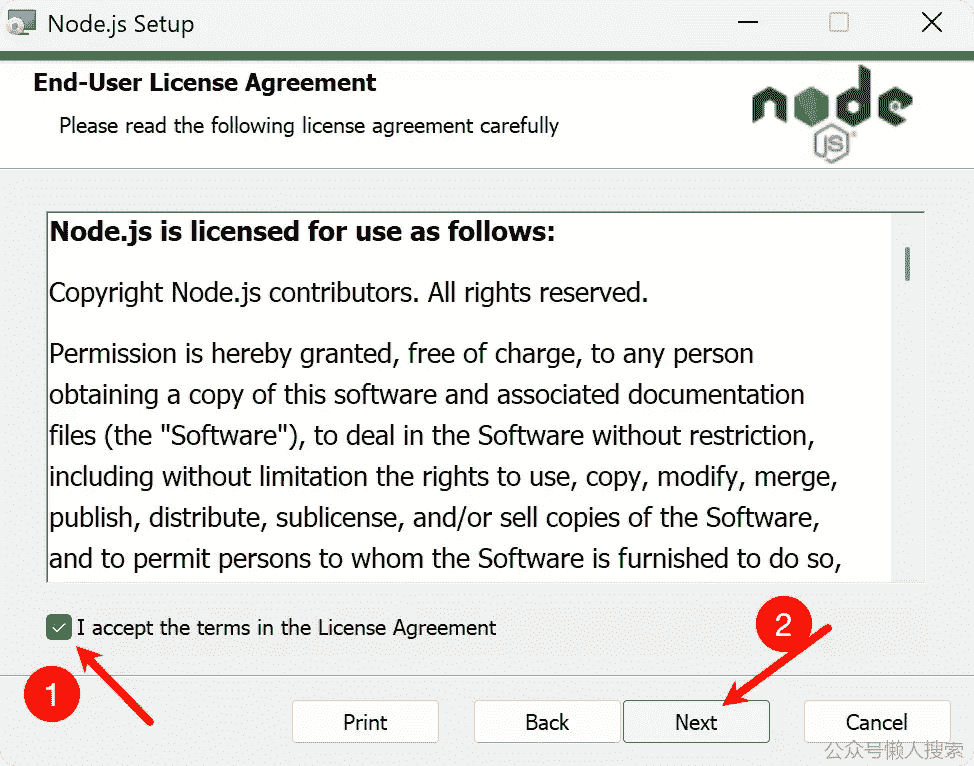 Node.js Setup
End-User License Agreement
Please read the following license agreement carefully
node
JS
Node.js is licensed for use as follows:
Copyright Node.js contributors. All rights reserved.
Permission is hereby granted, free of charge, to any person
obtaining a copy of this software and associated documentation
files (the "Software"), to deal in the Software without restriction,
including without limitation the rights to use, copy, modify, merge,
publish, distribute, sublicense, and/or sell copies of the Software,
and to permit persons to whom the Software is furnished to do so,
I accept the terms in the License Agreement
2
1
Print Back Next Cancel
公众号懒人搜索